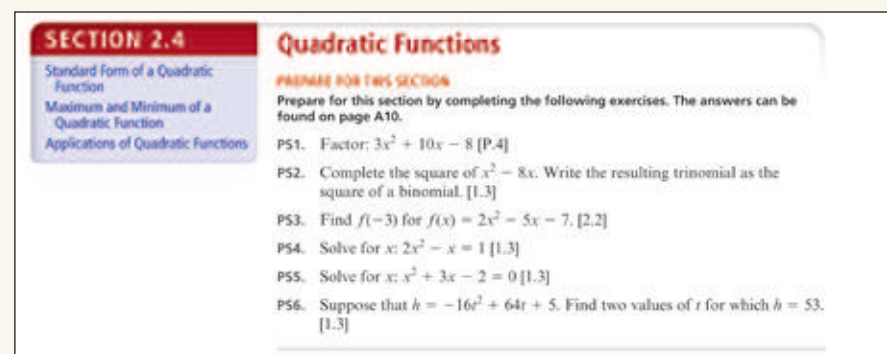 SECTION 2.4
Standard Form of a Quadratic
Function
Maximum and Minimum of a
Quadratic Function
Applications of Quadratic Functions
Quadratic Functions
PREPARE FOR THIS SECTION
Prepare for this section by completing the following exercises. The answers can be
found on page A10.
PS1. Factor: 3x² + 10x − 8 [P.4]
PS2. Complete the square of x² − 8x. Write the resulting trinomial as the
square of a binomial. [1.3]
PS3. Find f(−3) for f(x) = 2x² − 5x − 7. [2.2]
PS4. Solve for x: 2x² − x = 1 [1.3]
PS5. Solve for x: x² + 3x − 2 = 0 [1.3]
PS6. Suppose that h = −16t² + 64t + 5. Find two values of t for which h = 53.
[1.3]